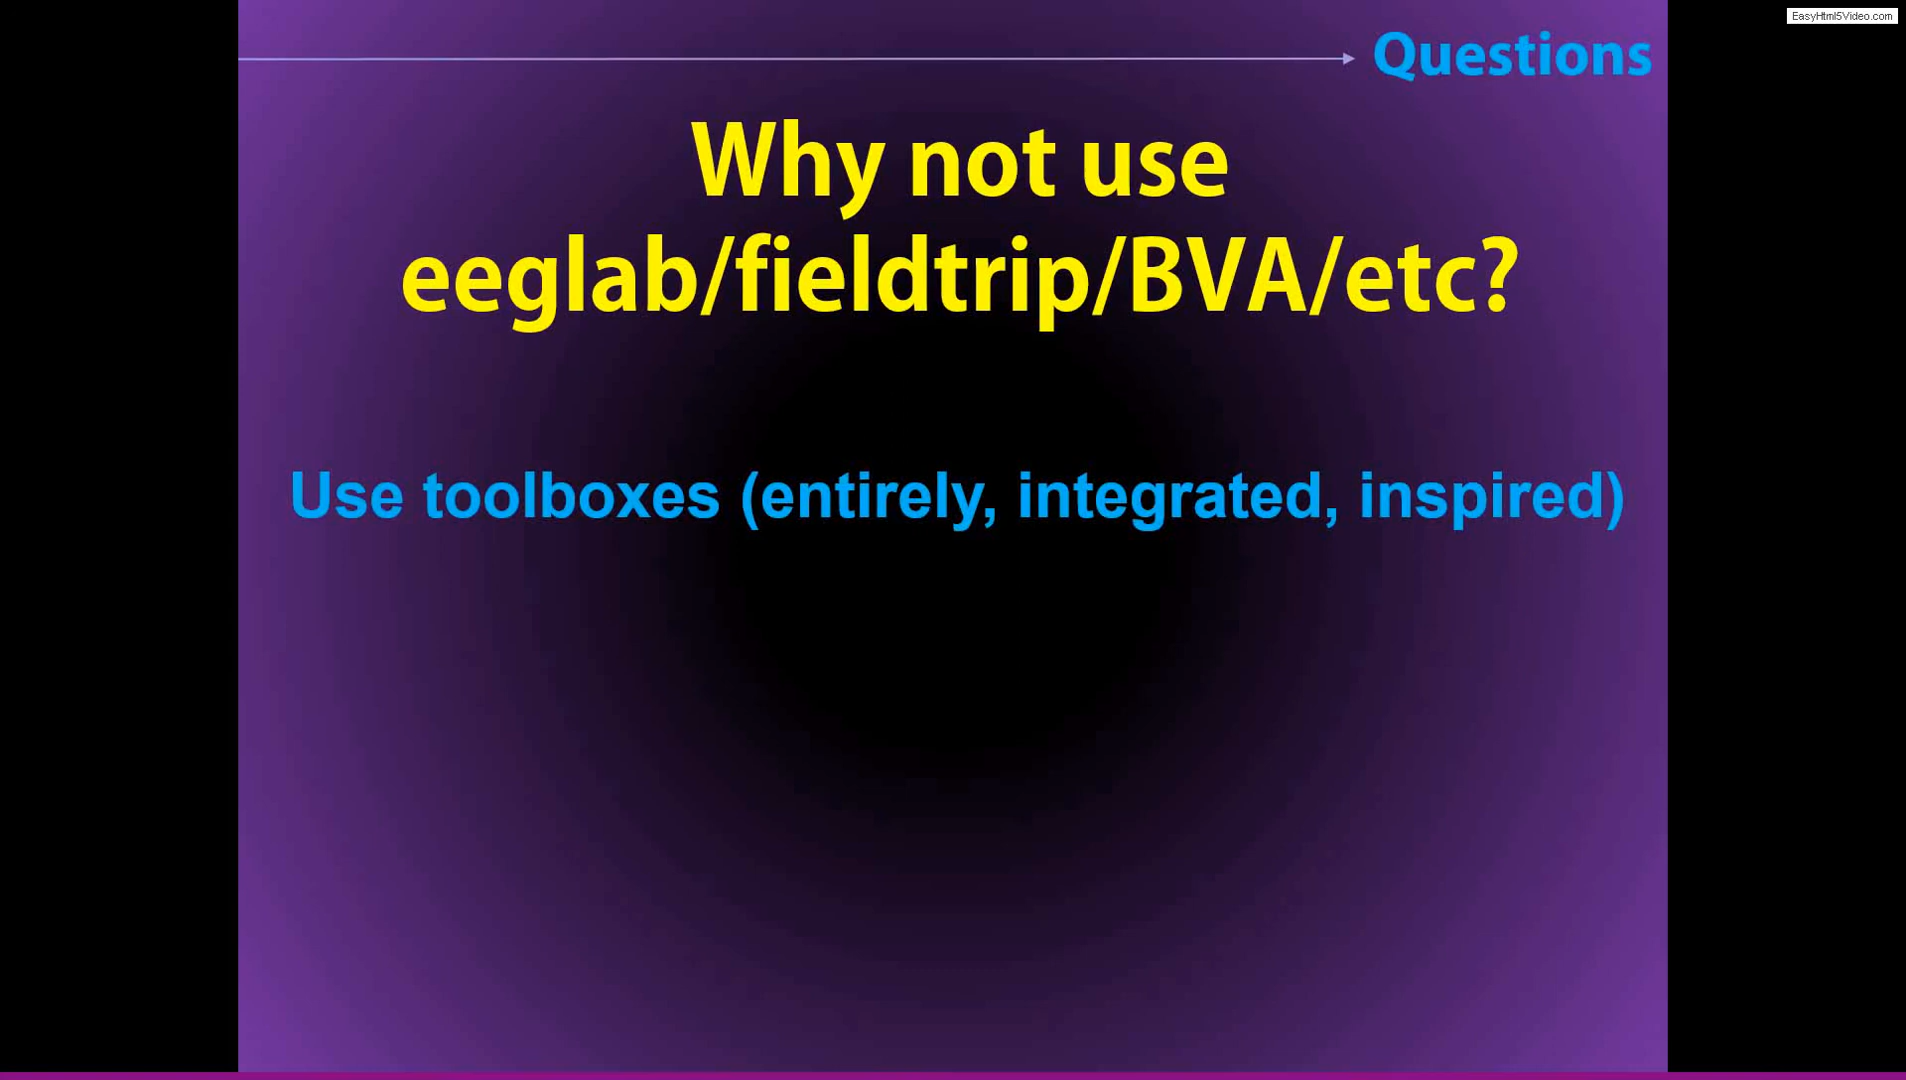 EasyHtml5Video.com
Questions
Why not use
eeglab/fieldtrip/BVA/etc?
Use toolboxes (entirely, integrated, inspired)